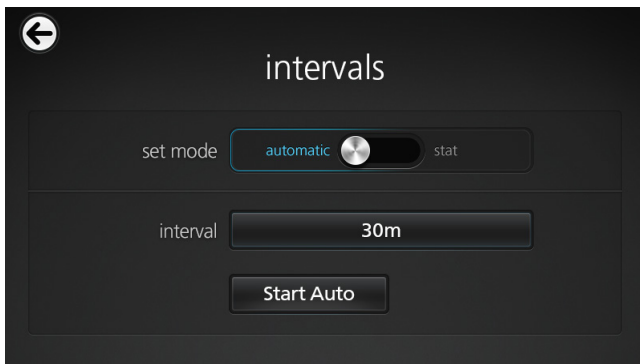 intervals
set mode automatic stat
interval 30m
Start Auto